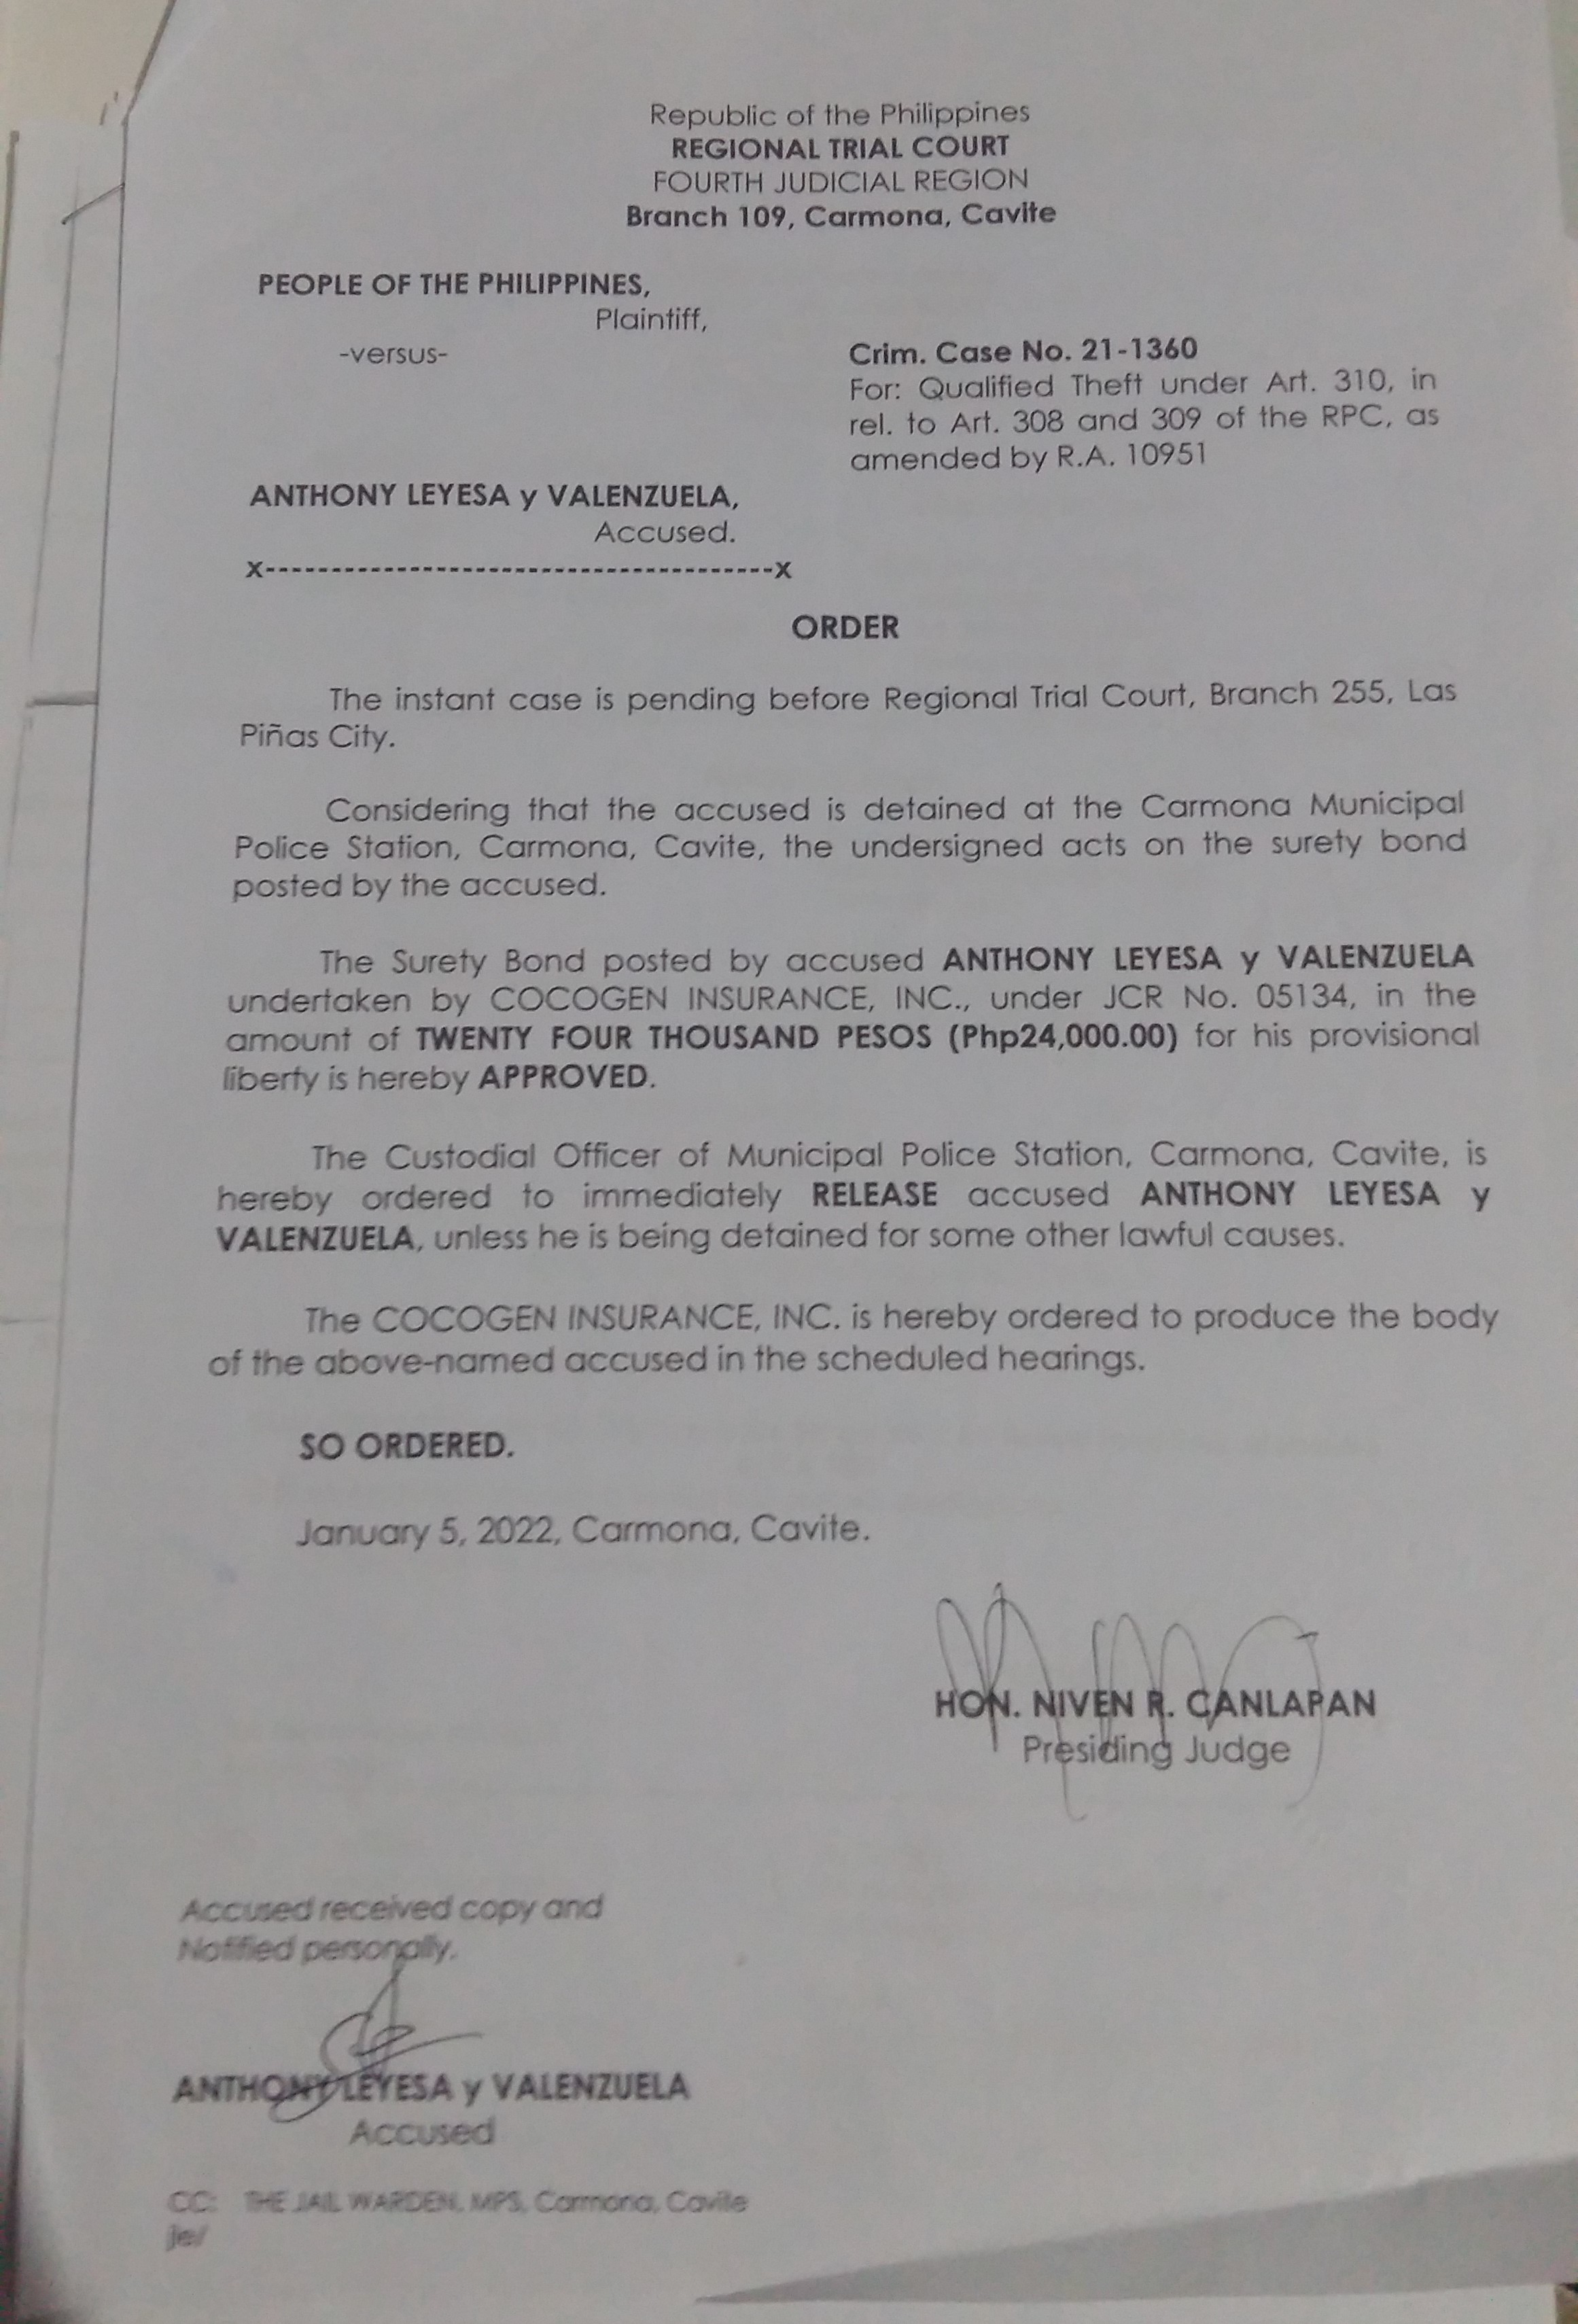 Republic of the Philippines
REGIONAL TRIAL COURT
FOURTH JUDICIAL REGION
Branch 109, Carmona, Cavite
PEOPLE OF THE PHILIPPINES,
Plaintiff,
-versus-
Crim. Case No. 21-1360
For: Qualified Theft under Art. 310, in
rel. to Art. 308 and 309 of the RPC, as
amended by R.A. 10951
ANTHONY LEYESA y VALENZUELA,
Accused.
x---------------------------------------x
ORDER
The instant case is pending before Regional Trial Court, Branch 255, Las
Piñas City.
Considering that the accused is detained at the Carmona Municipal
Police Station, Carmona, Cavite, the undersigned acts on the surety bond
posted by the accused.
The Surety Bond posted by accused ANTHONY LEYESA y VALENZUELA
undertaken by COCOGEN INSURANCE, INC., under JCR No. 05134, in the
amount of TWENTY FOUR THOUSAND PESOS (Php24,000.00) for his provisional
liberty is hereby APPROVED.
The Custodial Officer of Municipal Police Station, Carmona, Cavite, is
hereby ordered to immediately RELEASE accused ANTHONY LEYESA y
VALENZUELA, unless he is being detained for some other lawful causes.
The COCOGEN INSURANCE, INC. is hereby ordered to produce the body
of the above-named accused in the scheduled hearings.
SO ORDERED.
January 5, 2022, Carmona, Cavite.
HON. NIVEN R. CANLAPAN
Presiding Judge
Accused received copy and
Notified personally.
ANTHONY LEYESA y VALENZUELA
Accused
CC: THE JAIL WARDEN, MPS, Carmona, Cavite
je/